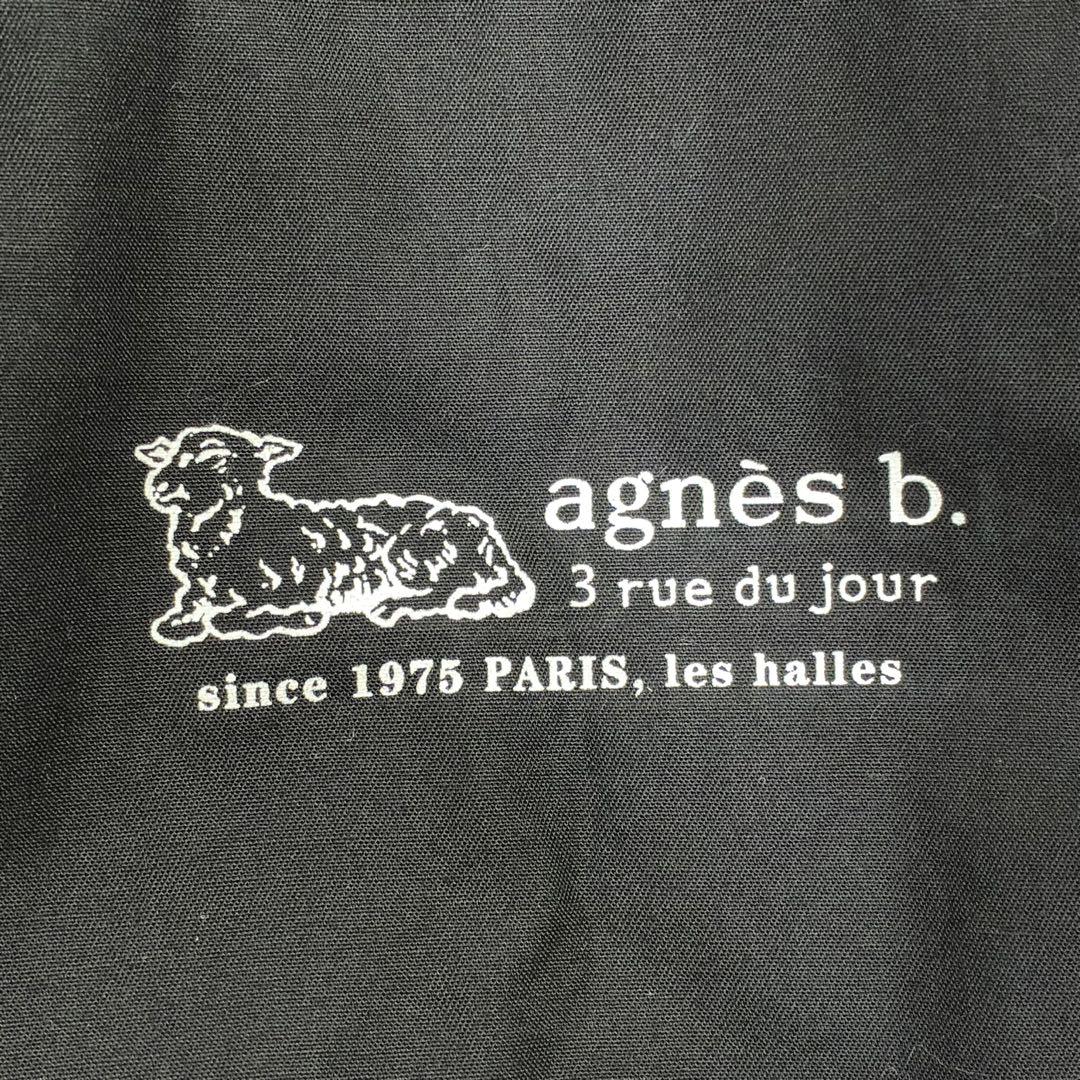 agnès b.
3 rue du jour
since 1975 PARIS, les halles